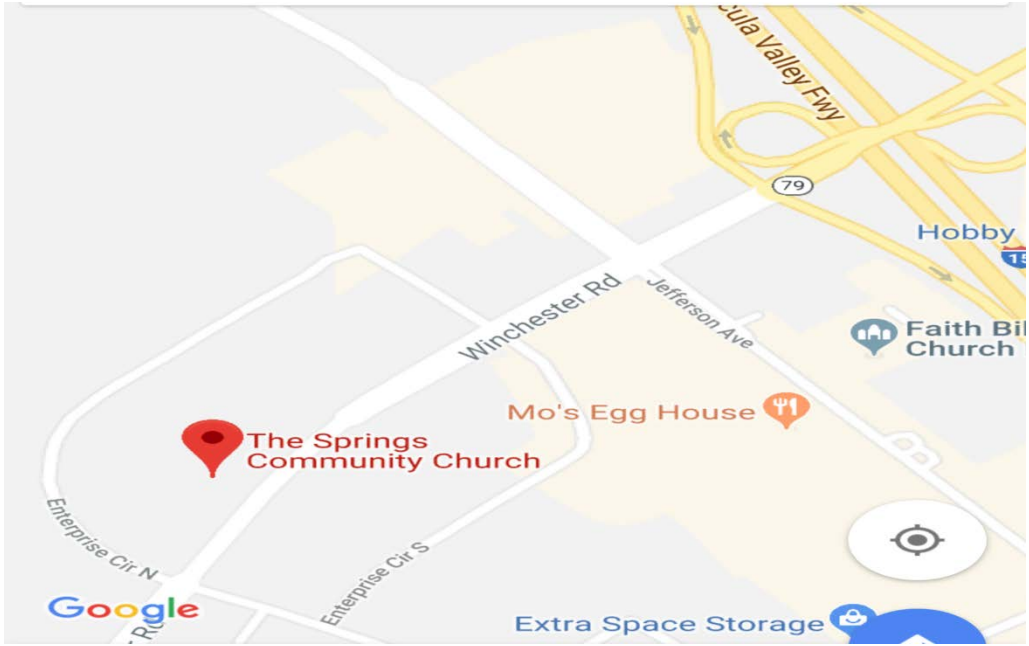 cula Valley Fwy
79
Hobby
15
Winchester Rd
Jefferson Ave
Faith Bil
Church
Mo's Egg House
The Springs
Community Church
Enterprise Cir N
Enterprise Cir S
Google
Extra Space Storage